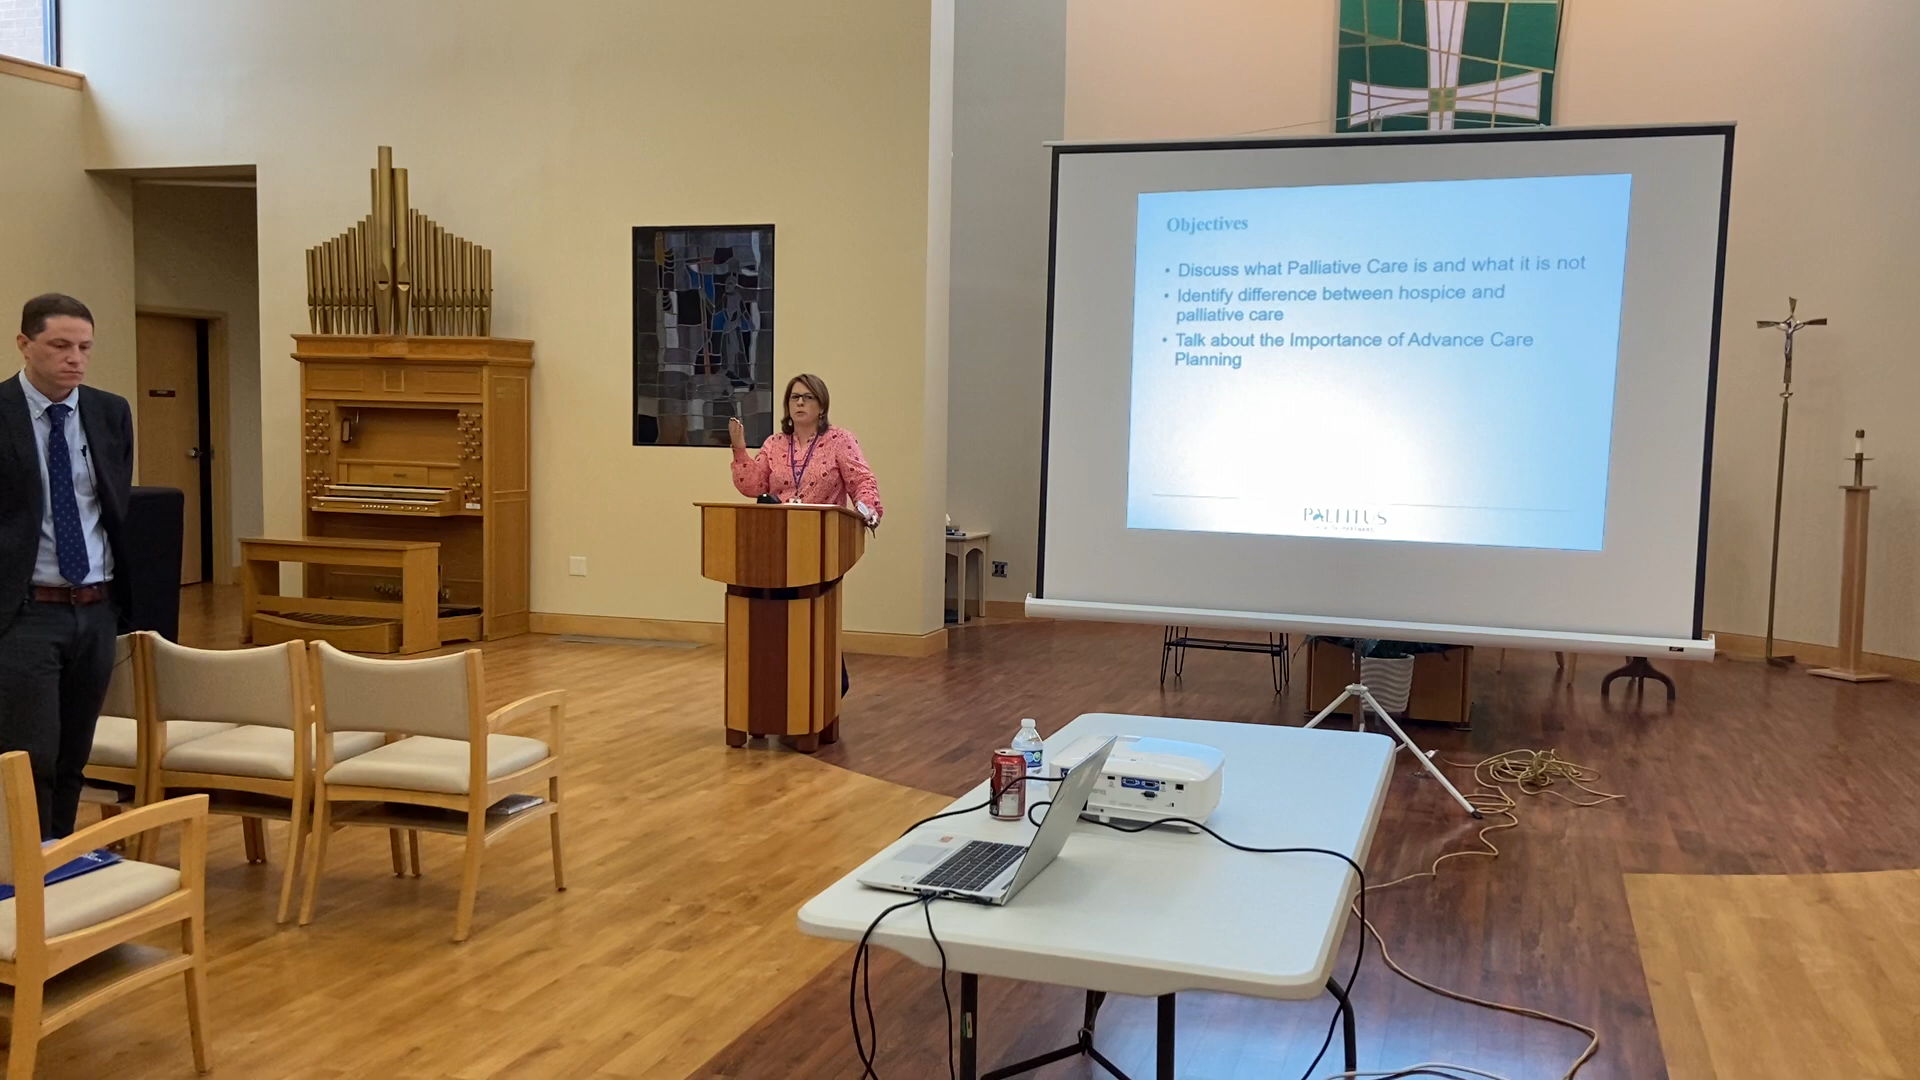 Objectives
• Discuss what Palliative Care is and what it is not
• Identify difference between hospice and
palliative care
• Talk about the Importance of Advance Care
Planning
PALLITUS